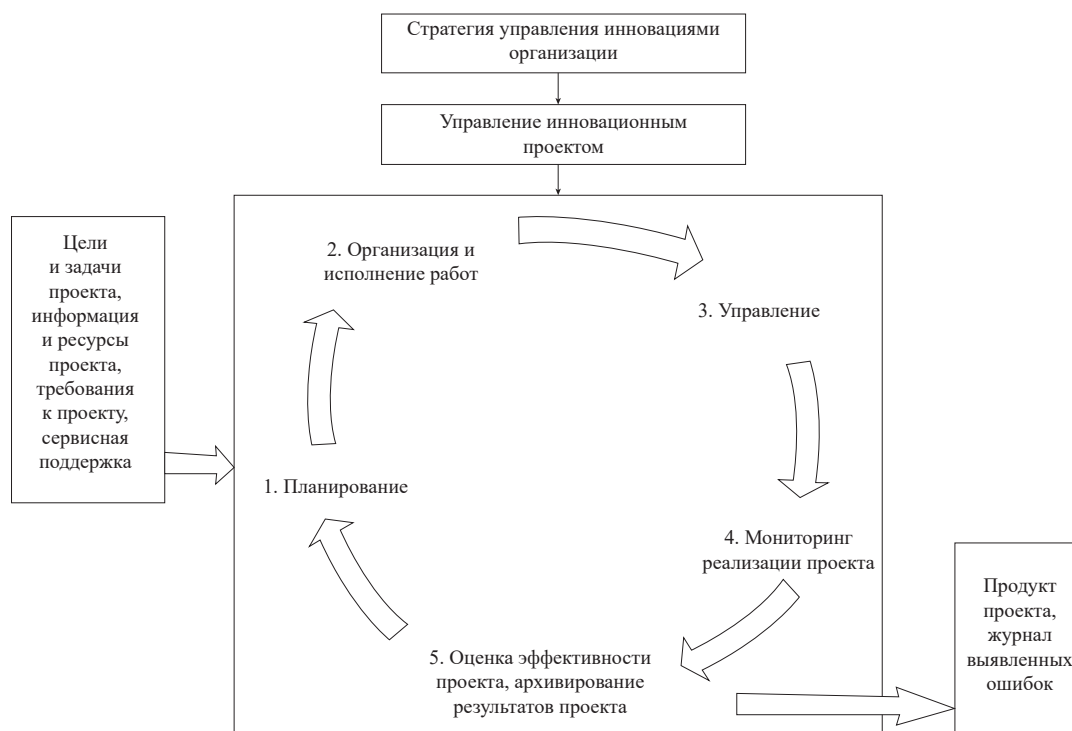 Стратегия управления инновациями
организации
Управление инновационным
проектом
Цели
и задачи
проекта,
информация
и ресурсы
проекта,
требования
к проекту,
сервисная
поддержка
1. Планирование
2. Организация и
исполнение работ
3. Управление
4. Мониторинг
реализации проекта
5. Оценка эффективности
проекта, архивирование
результатов проекта
Продукт
проекта,
журнал
выявленных
ошибок